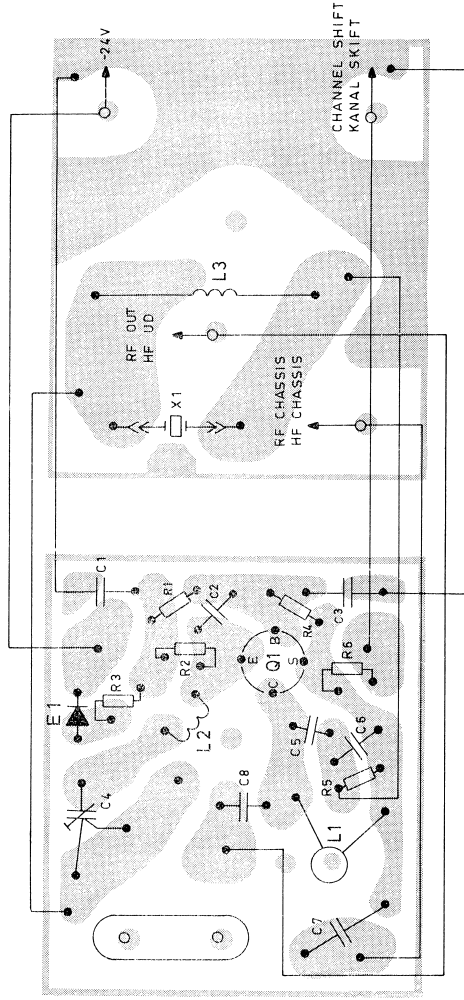 -24V
CHANNEL SHIFT
KANAL SKIFT
L3
RF OUT
HF UD
X1
RF CHASSIS
HF CHASSIS
C1
R1
C2
R4
C3
E1
R3
R2
E
B
Q1
C
S
R6
L2
C4
C5
C6
R5
C8
L1
C7